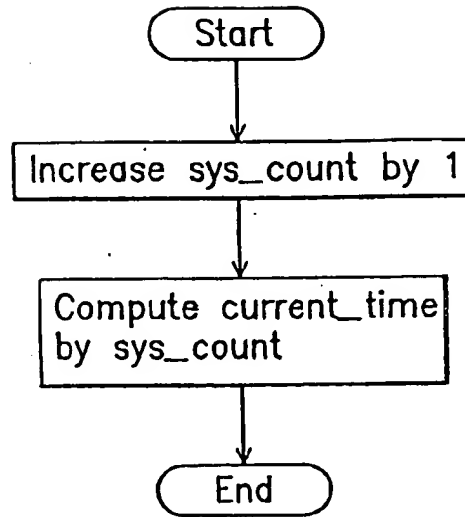 Start
Increase sys_count by 1
Compute current_time
by sys_count
End